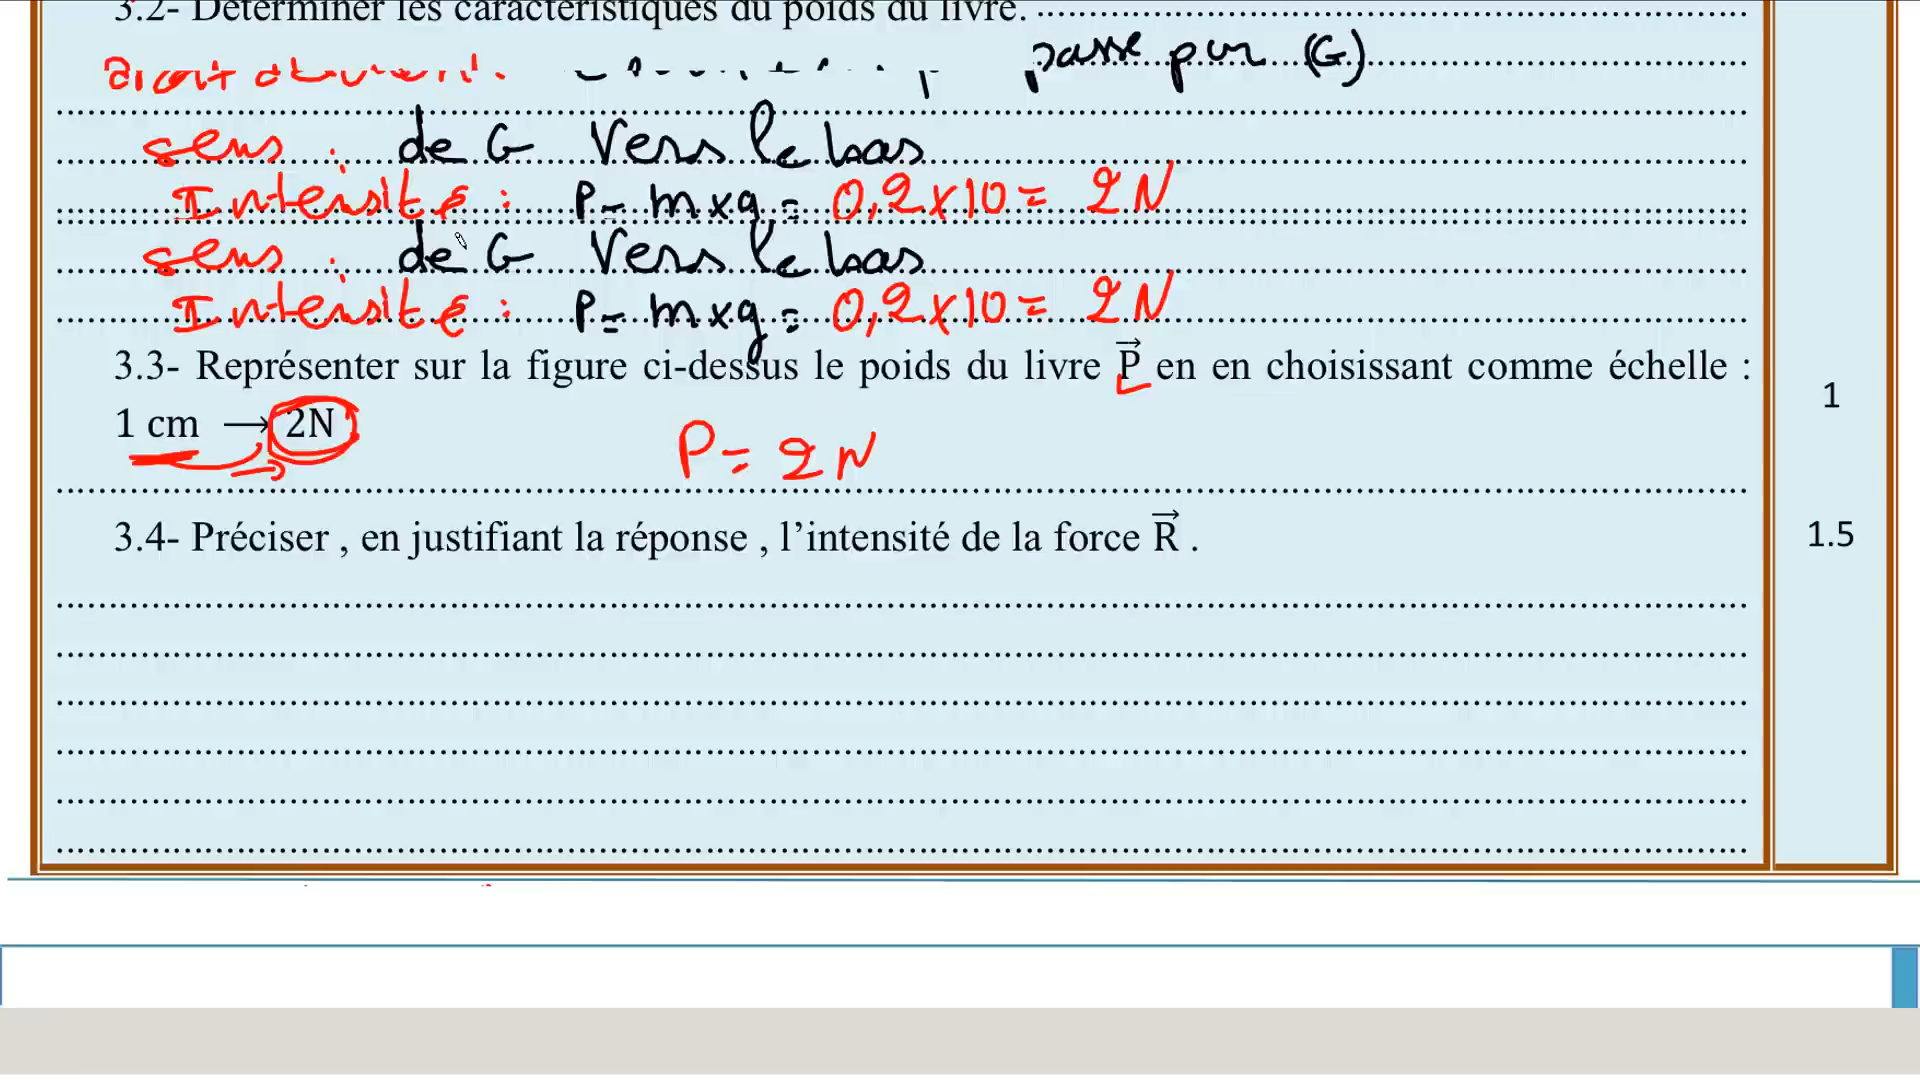 3.2- Déterminer les caractéristiques du poids du livre.
passe par (G)
sens : de G Vers le bas
Intensité : P = m x g = 0,2 x 10 = 2 N
sens : de G Vers le bas
Intensité : P = m x g = 0,2 x 10 = 2 N
3.3- Représenter sur la figure ci-dessus le poids du livre P⃗ en en choisissant comme échelle :
1
1 cm ⟶ 2N
P = 2 N
3.4- Préciser , en justifiant la réponse , l’intensité de la force R⃗ .
1.5